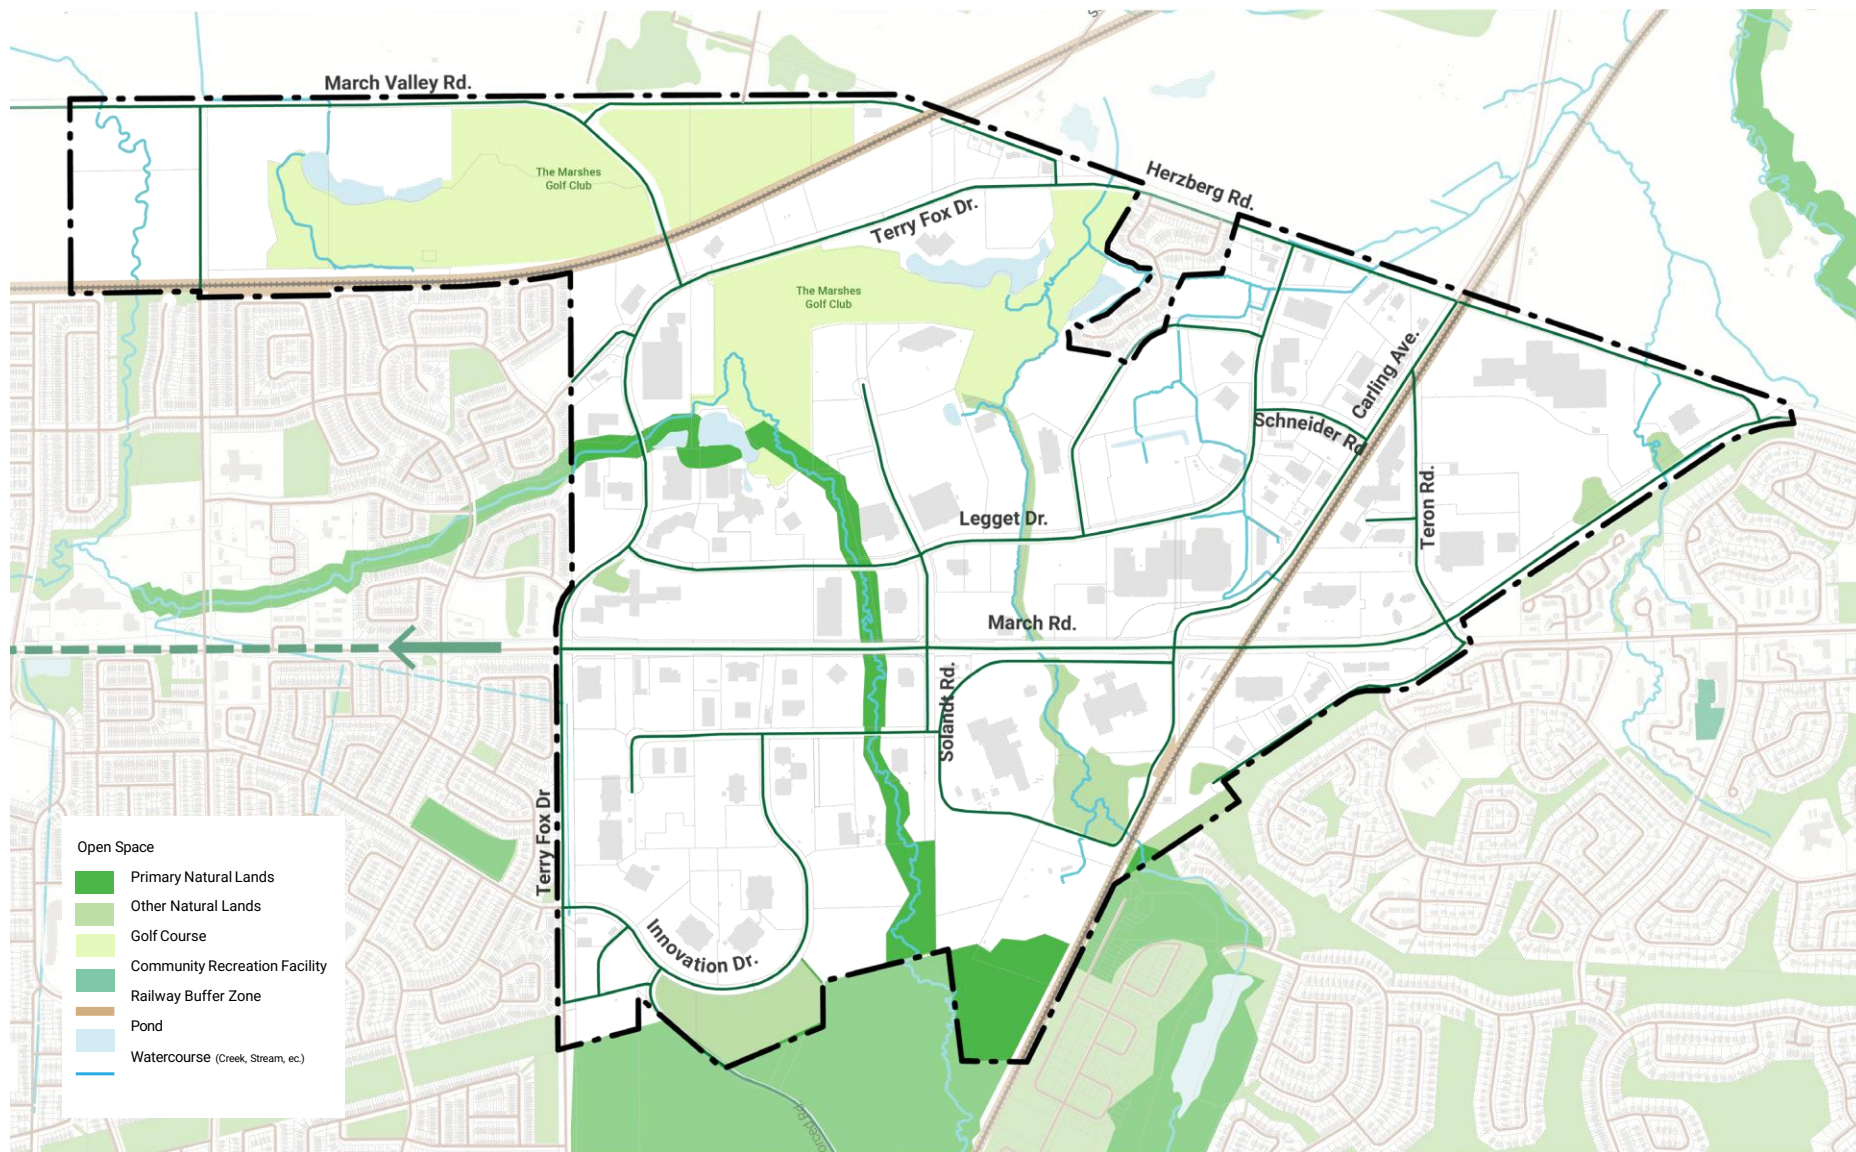 March Valley Rd.
The Marshes
Golf Club
Herzberg Rd.
Terry Fox Dr.
The Marshes
Golf Club
Carling Ave.
Schneider Rd
Teron Rd.
Legget Dr.
March Rd.
Solandt Rd.
Terry Fox Dr
Innovation Dr.
Open Space
Primary Natural Lands
Other Natural Lands
Golf Course
Community Recreation Facility
Railway Buffer Zone
Pond
Watercourse (Creek, Stream, ec.)